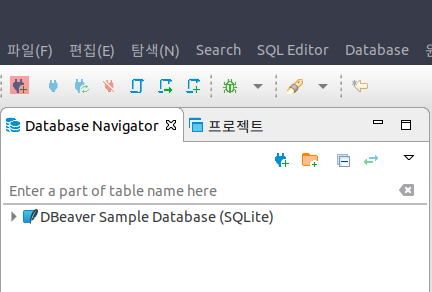 파일(F) 편집(E) 탐색(N) Search SQL Editor Database
Database Navigator 프로젝트
Enter a part of table name here
DBeaver Sample Database (SQLite)